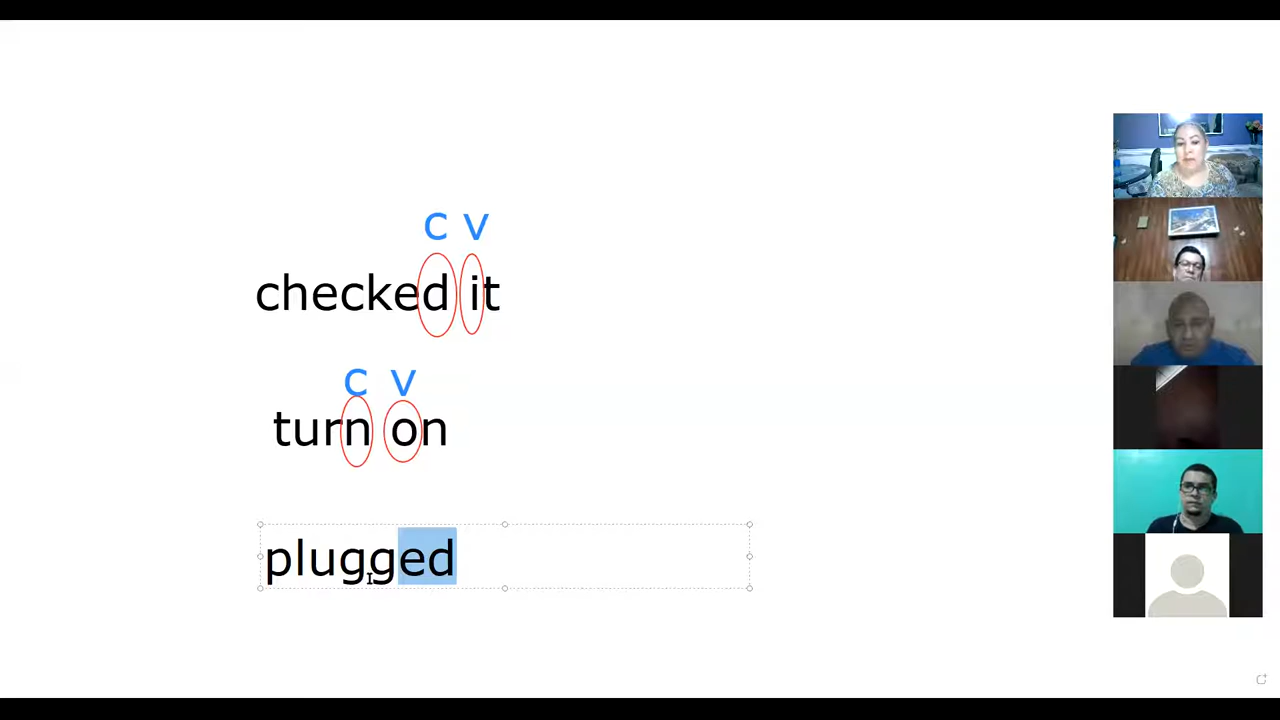 c v
checked it
c v
turn on
plugged